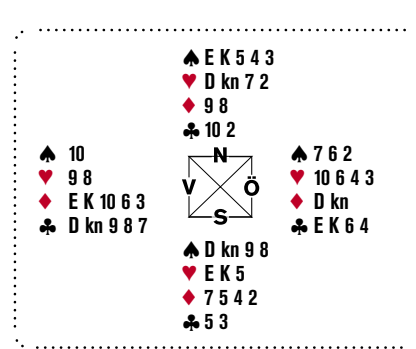 ♠ E K 5 4 3
♥ D kn 7 2
♦ 9 8
♣ 10 2
♠ 10
♥ 9 8
♦ E K 10 6 3
♣ D kn 9 8 7
N
V Ö
S
♠ 7 6 2
♥ 10 6 4 3
♦ D kn
♣ E K 6 4
♠ D kn 9 8
♥ E K 5
♦ 7 5 4 2
♣ 5 3